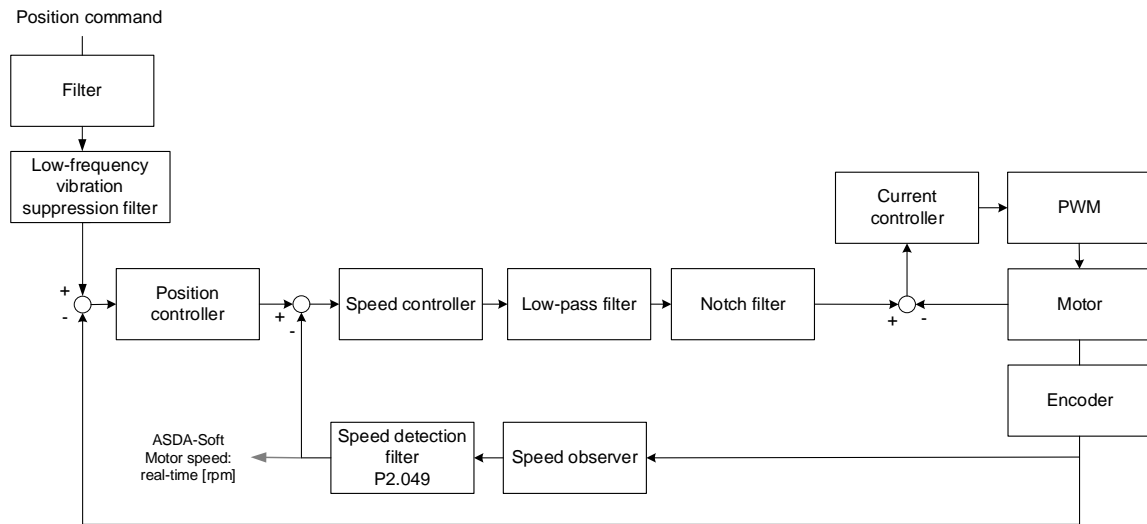 Position command
Filter
Low-frequency
vibration
suppression filter
Current
controller
PWM
+
-
Position
controller
+
-
Speed controller
Low-pass filter
Notch filter
+
-
Motor
Encoder
ASDA-Soft
Motor speed:
real-time [rpm]
Speed detection
filter
P2.049
Speed observer